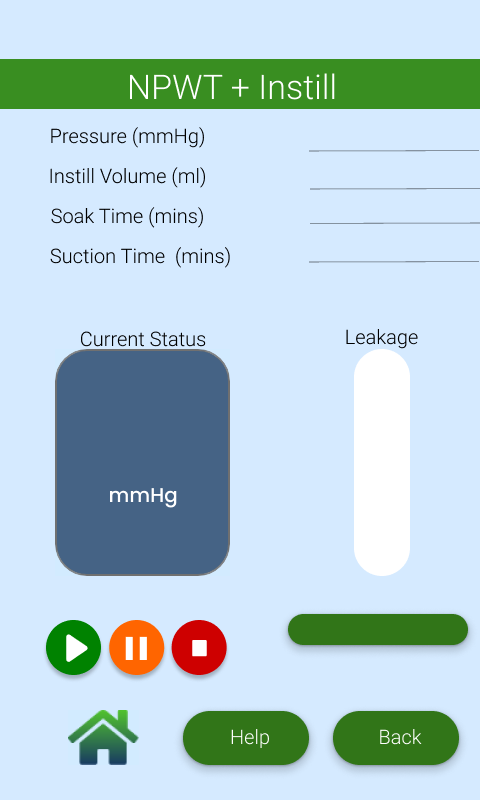 NPWT + Instill
Pressure (mmHg)
Instill Volume (ml)
Soak Time (mins)
Suction Time  (mins)
Current Status
Leakage
mmHg
Help
Back